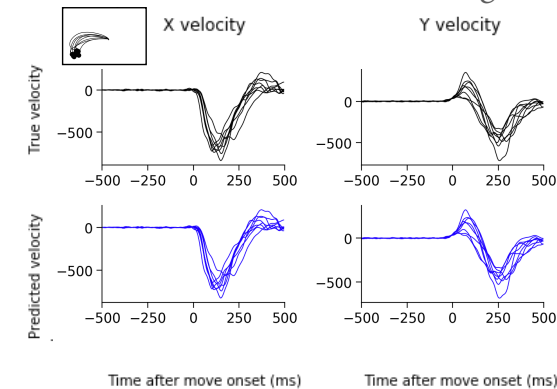 X velocity
Y velocity
True velocity
0
−500
−500 −250 0 250 500
0
−500
−500 −250 0 250 500
Predicted velocity
0
−500
−500 −250 0 250 500
0
−500
−500 −250 0 250 500
Time after move onset (ms)
Time after move onset (ms)